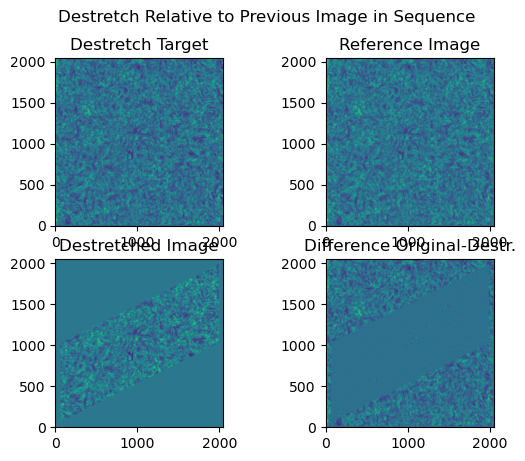 Destretch Relative to Previous Image in Sequence
Destretch Target
Reference Image
2000
1500
1000
500
0
0 1000 2000
2000
1500
1000
500
0
0 1000 2000
Destretched Image
Difference Original-Destr.
2000
1500
1000
500
0
0 1000 2000
2000
1500
1000
500
0
0 1000 2000